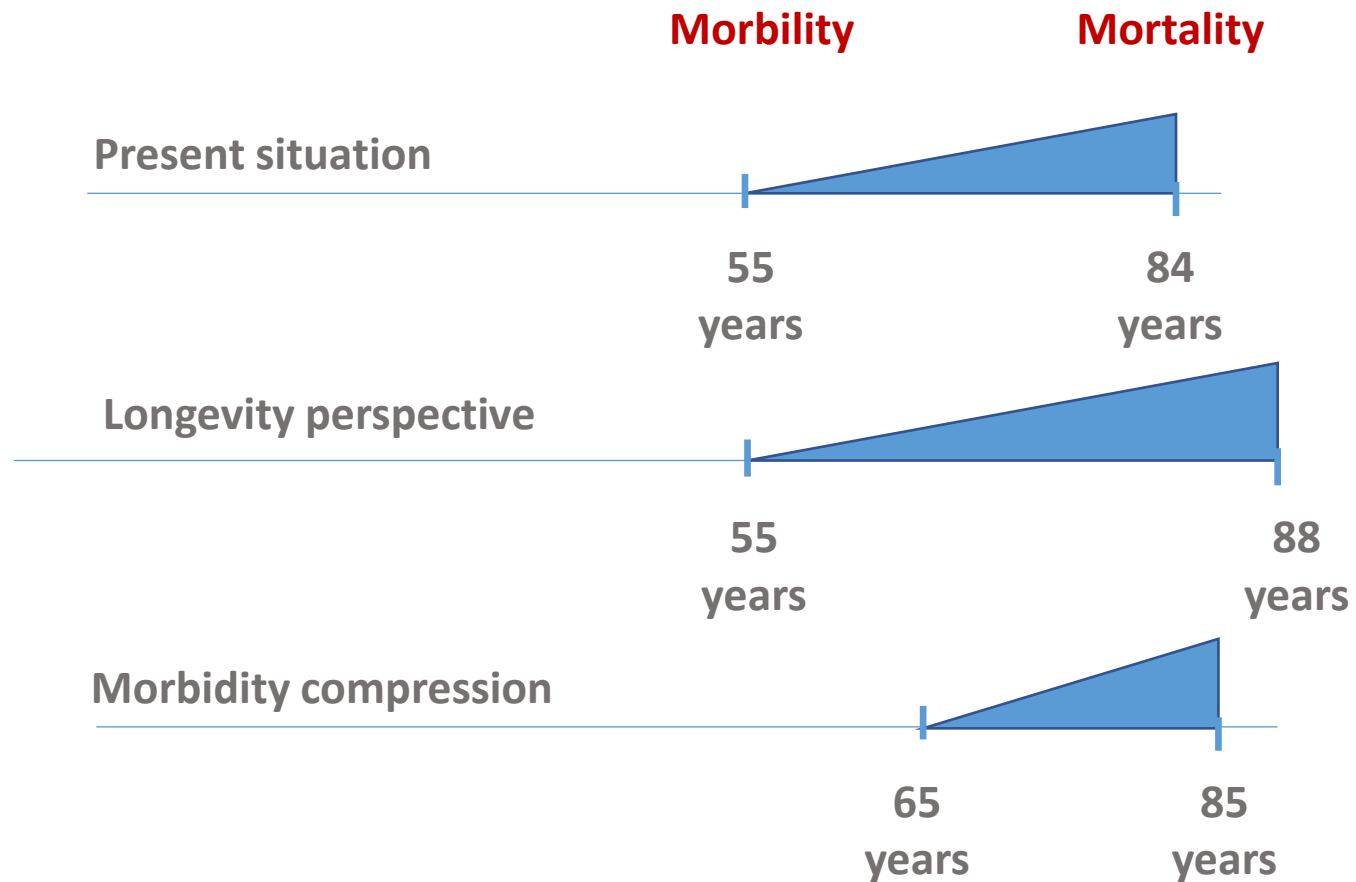 Morbility Mortality
Present situation
55 84
years years
Longevity perspective
55 88
years years
Morbidity compression
65 85
years years